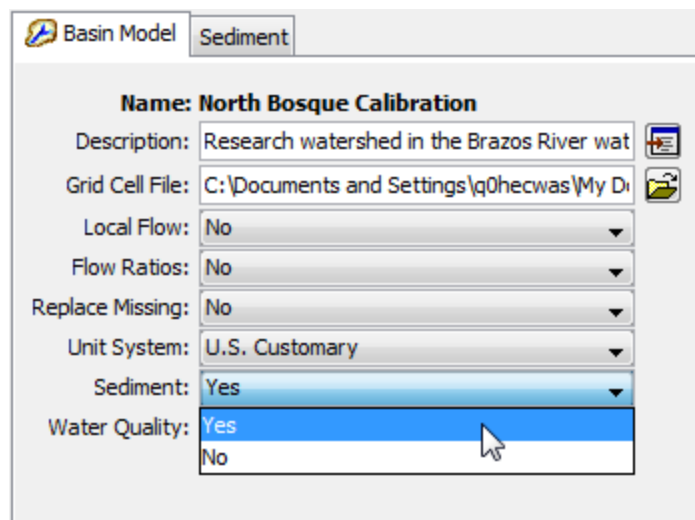 Basin Model Sediment
Name: North Bosque Calibration
Description: Research watershed in the Brazos River wat
Grid Cell File: C:\Documents and Settings\q0hecwas\My D
Local Flow: No
Flow Ratios: No
Replace Missing: No
Unit System: U.S. Customary
Sediment: Yes
Water Quality: Yes
No